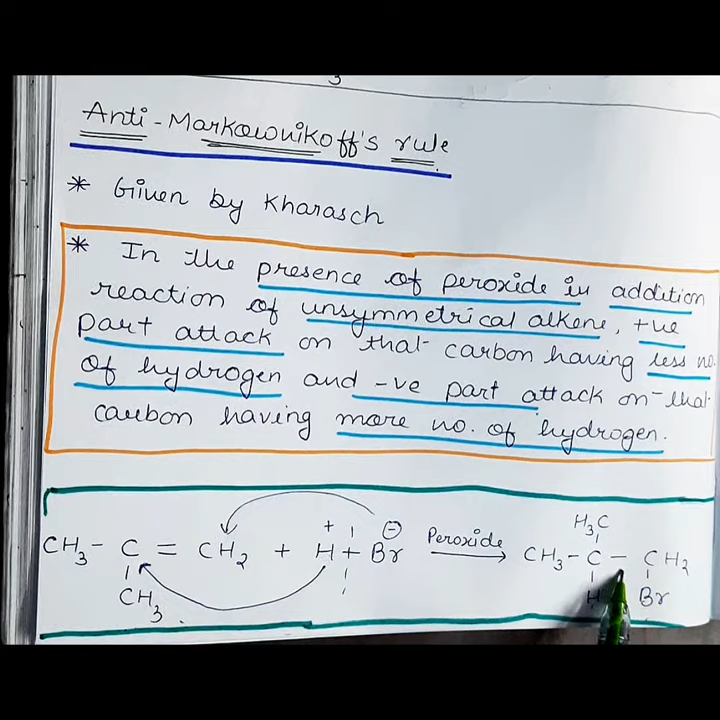 3
Anti-Markownikoff's rule
* Given by Kharasch
* In the presence of peroxide in addition
reaction of unsymmetrical alkene, +ve
part attack on that carbon having less no.
of hydrogen and -ve part attack on that
carbon having more no. of hydrogen.
H3C
CH3-C=CH2 + H+Br Peroxide CH3-C-CH2
CH3 H Br